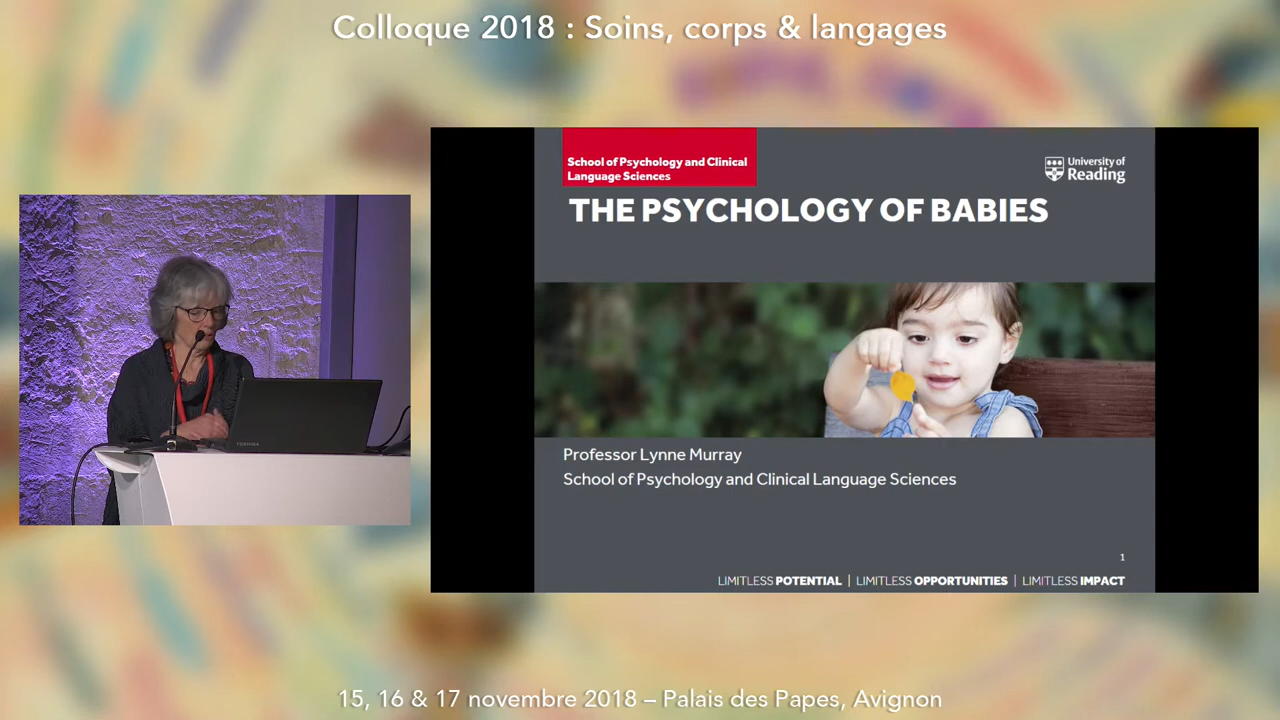 Colloque 2018 : Soins, corps & langages
School of Psychology and Clinical
Language Sciences
University of
Reading
THE PSYCHOLOGY OF BABIES
Professor Lynne Murray
School of Psychology and Clinical Language Sciences
1
LIMITLESS POTENTIAL | LIMITLESS OPPORTUNITIES | LIMITLESS IMPACT
TOSHIBA
15, 16 & 17 novembre 2018 – Palais des Papes, Avignon